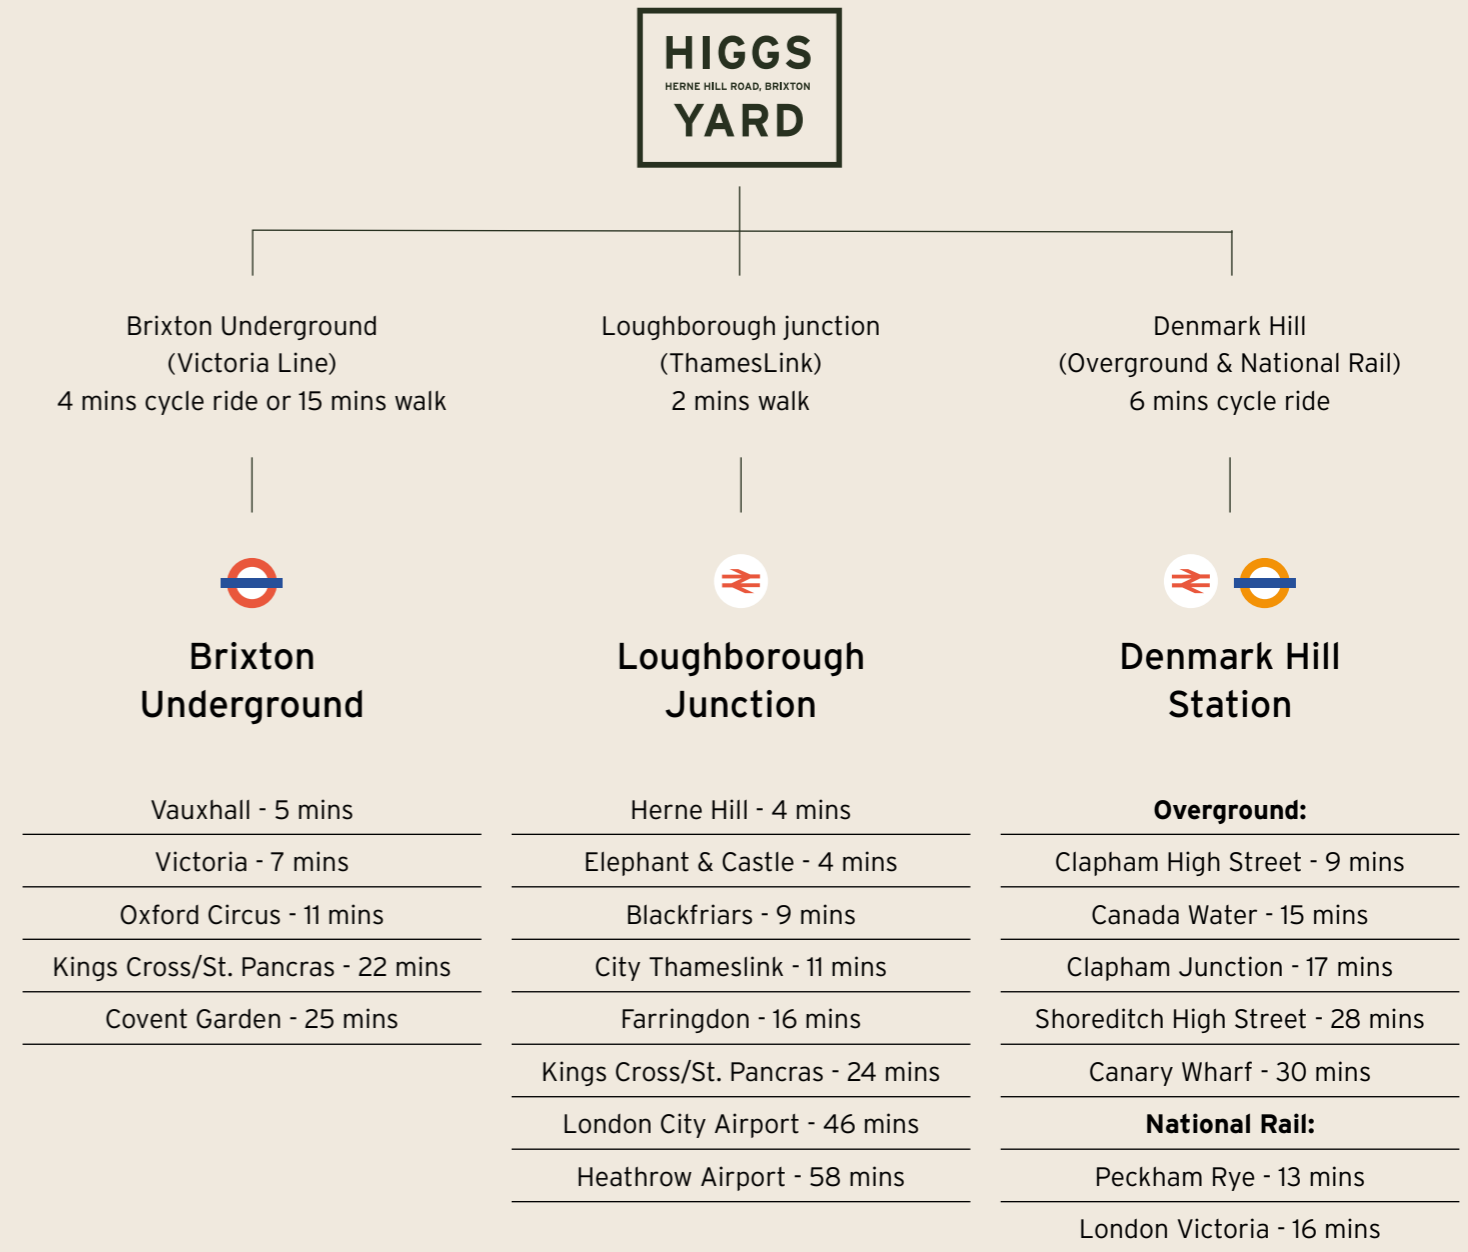 HIGGS
HERNE HILL ROAD, BRIXTON
YARD
Brixton Underground
(Victoria Line)
4 mins cycle ride or 15 mins walk
Loughborough junction
(ThamesLink)
2 mins walk
Denmark Hill
(Overground & National Rail)
6 mins cycle ride
Brixton
Underground
Vauxhall - 5 mins
Victoria - 7 mins
Oxford Circus - 11 mins
Kings Cross/St. Pancras - 22 mins
Covent Garden - 25 mins
Loughborough
Junction
Herne Hill - 4 mins
Elephant & Castle - 4 mins
Blackfriars - 9 mins
City Thameslink - 11 mins
Farringdon - 16 mins
Kings Cross/St. Pancras - 24 mins
London City Airport - 46 mins
Heathrow Airport - 58 mins
Denmark Hill
Station
Overground:
Clapham High Street - 9 mins
Canada Water - 15 mins
Clapham Junction - 17 mins
Shoreditch High Street - 28 mins
Canary Wharf - 30 mins
National Rail:
Peckham Rye - 13 mins
London Victoria - 16 mins